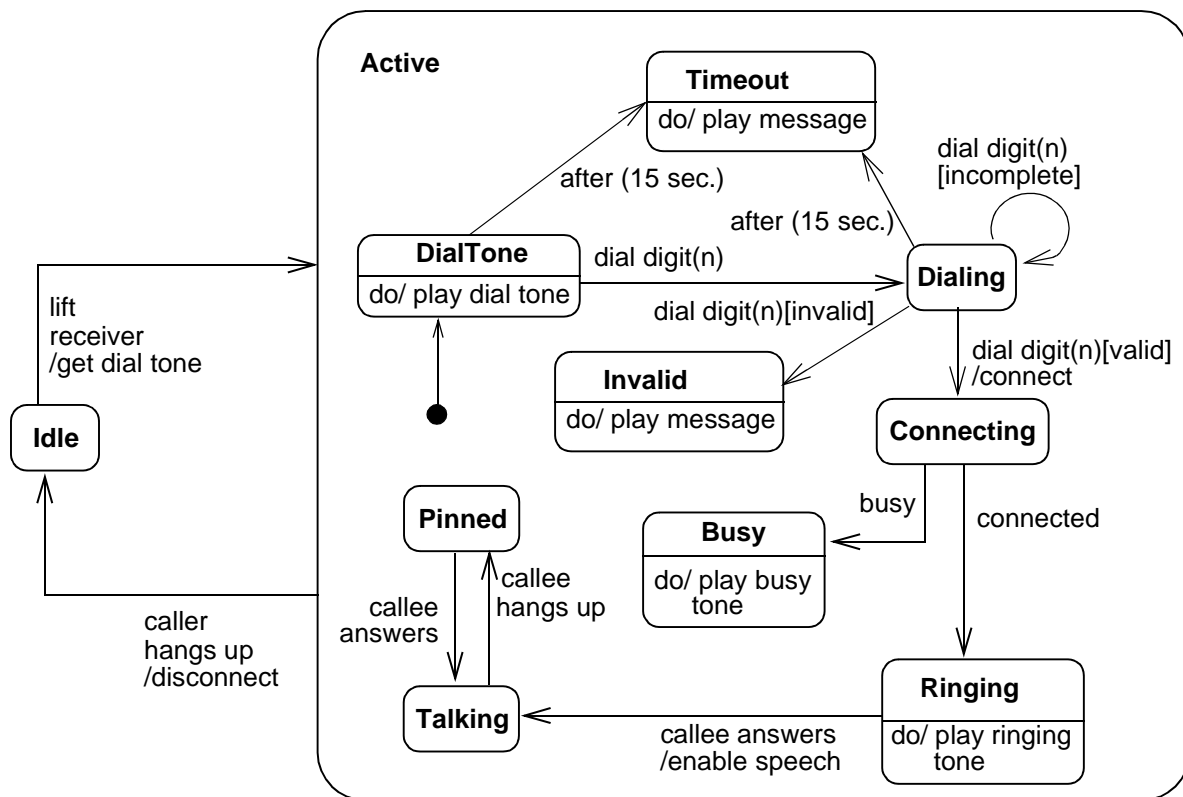 Active
Timeout
do/ play message
dial digit(n)
[incomplete]
after (15 sec.)
after (15 sec.)
DialTone
do/ play dial tone
dial digit(n)
Dialing
lift
receiver
/get dial tone
dial digit(n)[invalid]
dial digit(n)[valid]
/connect
Invalid
do/ play message
Idle
Connecting
Pinned
busy
connected
Busy
do/ play busy
tone
callee
hangs up
callee
answers
caller
hangs up
/disconnect
Talking
Ringing
do/ play ringing
tone
callee answers
/enable speech